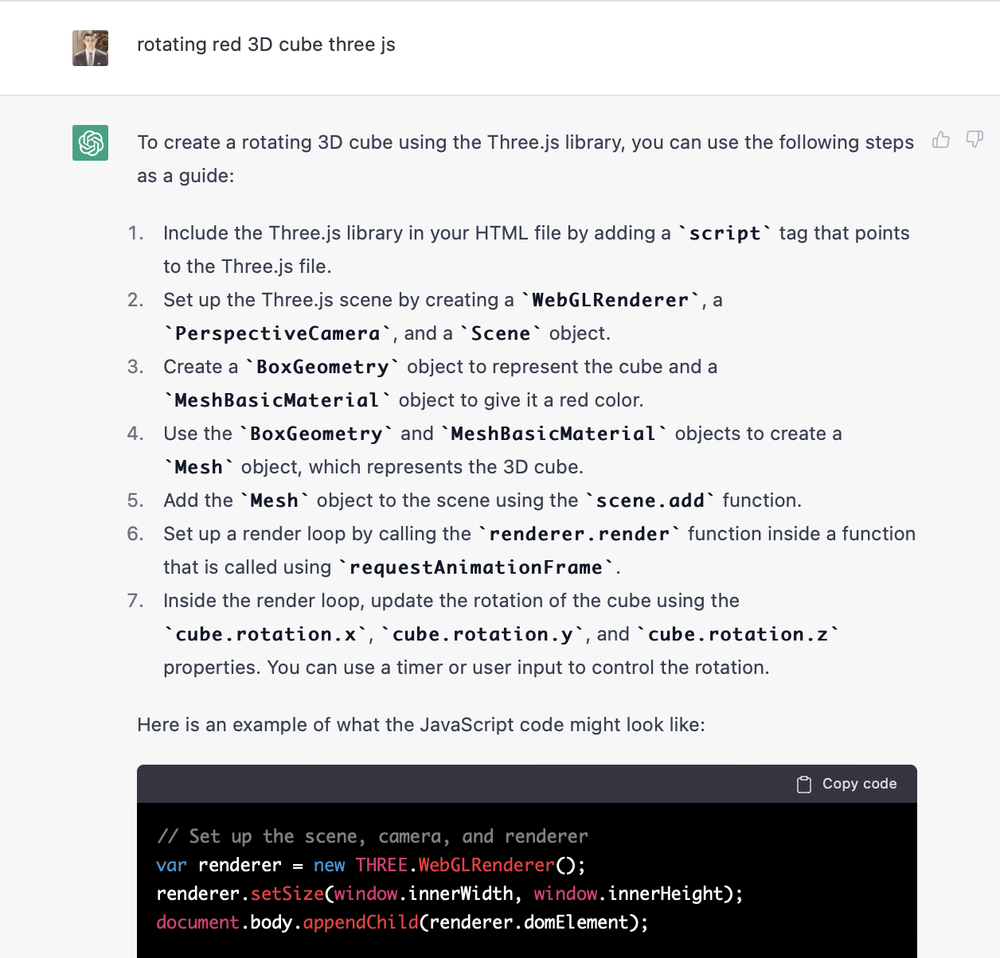 rotating red 3D cube three js
To create a rotating 3D cube using the Three.js library, you can use the following steps
as a guide:
1. Include the Three.js library in your HTML file by adding a `script` tag that points
to the Three.js file.
2. Set up the Three.js scene by creating a `WebGLRenderer`, a
`PerspectiveCamera`, and a `Scene` object.
3. Create a `BoxGeometry` object to represent the cube and a
`MeshBasicMaterial` object to give it a red color.
4. Use the `BoxGeometry` and `MeshBasicMaterial` objects to create a
`Mesh` object, which represents the 3D cube.
5. Add the `Mesh` object to the scene using the `scene.add` function.
6. Set up a render loop by calling the `renderer.render` function inside a function
that is called using `requestAnimationFrame`.
7. Inside the render loop, update the rotation of the cube using the
`cube.rotation.x`, `cube.rotation.y`, and `cube.rotation.z`
properties. You can use a timer or user input to control the rotation.
Here is an example of what the JavaScript code might look like:
Copy code
// Set up the scene, camera, and renderer
var renderer = new THREE.WebGLRenderer();
renderer.setSize(window.innerWidth, window.innerHeight);
document.body.appendChild(renderer.domElement);